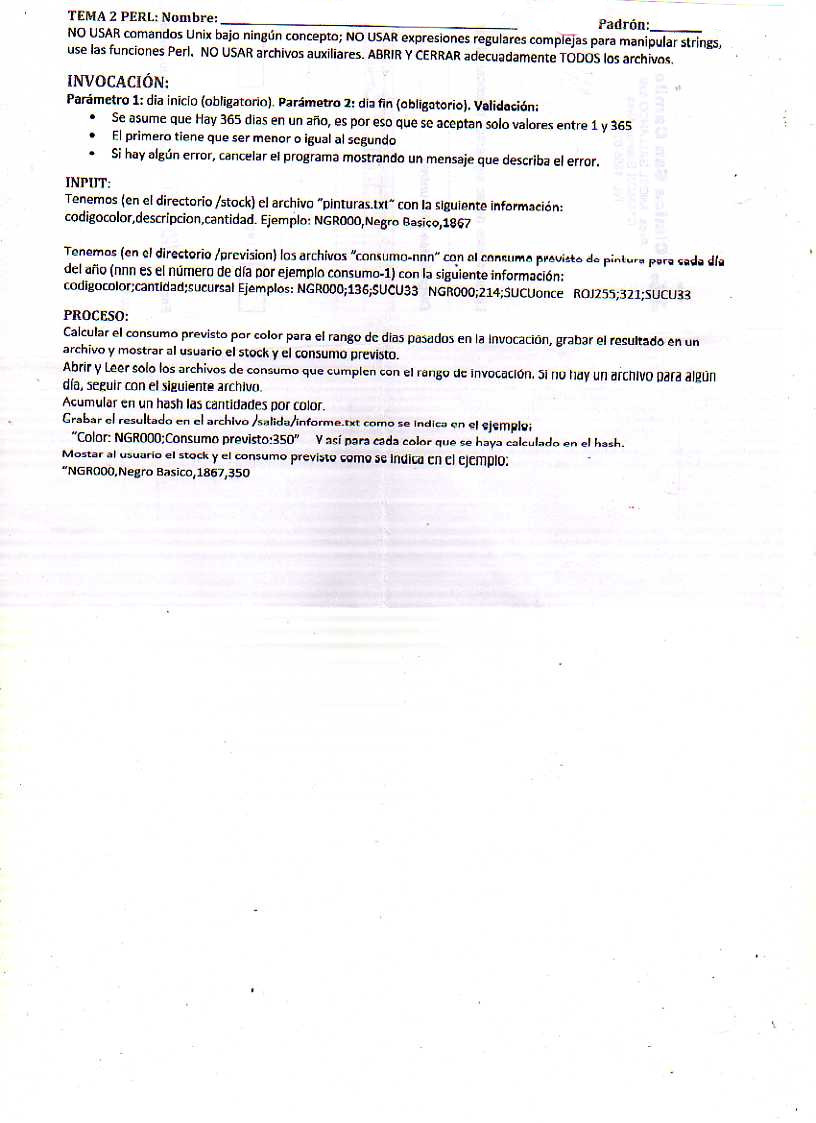 TEMA 2 PERL: Nombre: ______________ Padrón:______
NO USAR comandos Unix bajo ningún concepto; NO USAR expresiones regulares complejas para manipular strings,
use las funciones Perl. NO USAR archivos auxiliares. ABRIR Y CERRAR adecuadamente TODOS los archivos.
INVOCACIÓN:
Parámetro 1: dia inicio (obligatorio). Parámetro 2: dia fin (obligatorio). Validación:
• Se asume que Hay 365 dias en un año, es por eso que se aceptan solo valores entre 1 y 365
• El primero tiene que ser menor o igual al segundo
• Si hay algún error, cancelar el programa mostrando un mensaje que describa el error.
INPUT:
Tenemos (en el directorio /stock) el archivo "pinturas.txt" con la siguiente información:
codigocolor,descripcion,cantidad. Ejemplo: NGR000,Negro Basico,1867
Tenemos (en el directorio /prevision) los archivos "consumo-nnn" con el consumo previsto de pintura para cada día
del año (nnn es el número de día por ejemplo consumo-1) con la siguiente información:
codigocolor;cantidad;sucursal Ejemplos: NGR000;136;SUCU33 NGR000;214;SUCUonce ROJ255;321;SUCU33
PROCESO:
Calcular el consumo previsto por color para el rango de dias pasados en la invocación, grabar el resultado en un
archivo y mostrar al usuario el stock y el consumo previsto.
Abrir y Leer solo los archivos de consumo que cumplen con el rango de invocación. Si no hay un archivo para algún
día, seguir con el siguiente archivo.
Acumular en un hash las cantidades por color.
Grabar el resultado en el archivo /salida/informe.txt como se indica en el ejemplo:
"Color: NGR000;Consumo previsto:350" Y así para cada color que se haya calculado en el hash.
Mostar al usuario el stock y el consumo previsto como se indica en el ejemplo:
"NGR000,Negro Basico,1867,350